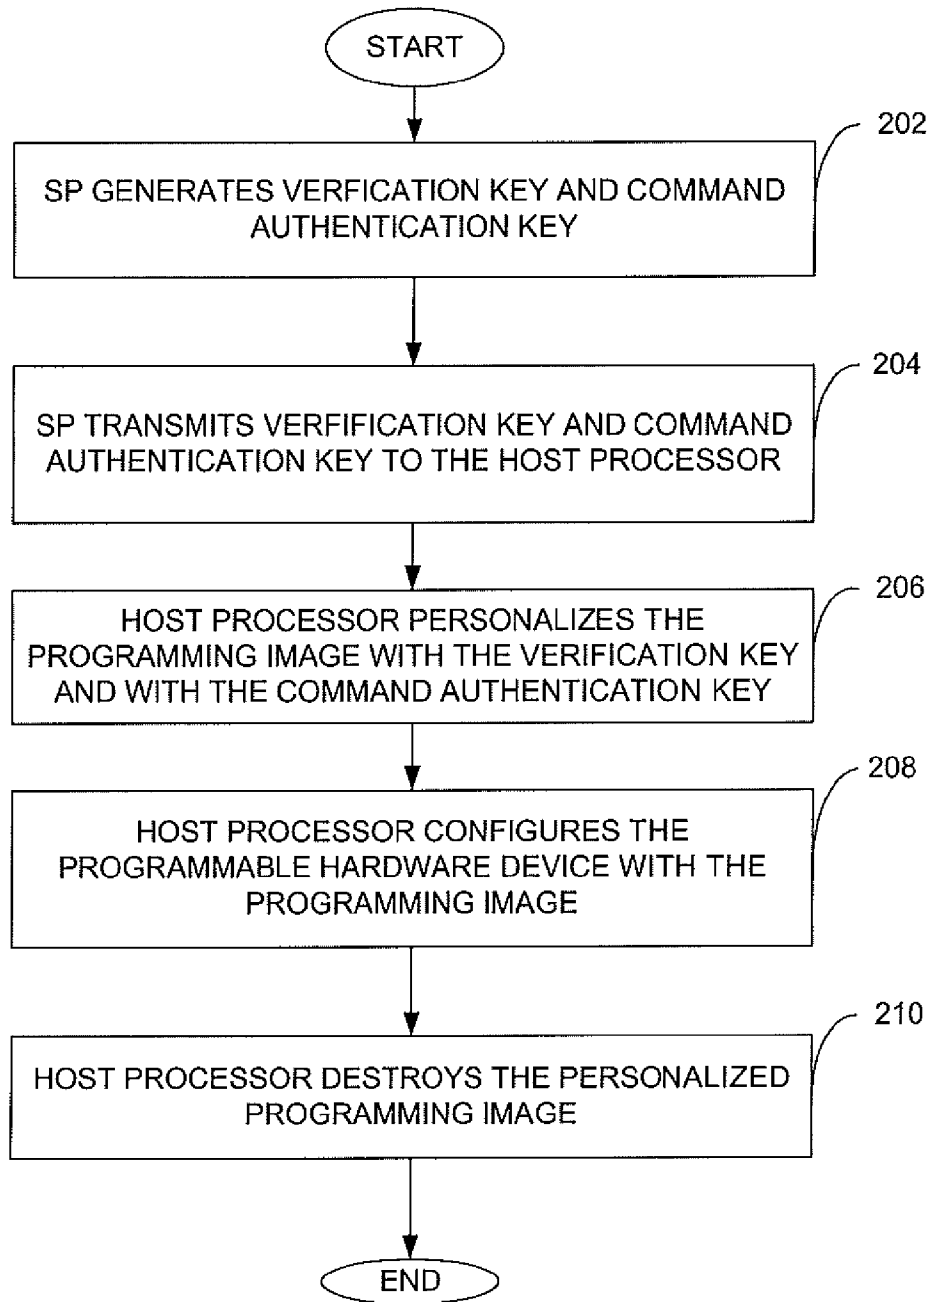 START
202
SP GENERATES VERFICATION KEY AND COMMAND
AUTHENTICATION KEY
204
SP TRANSMITS VERFIFICATION KEY AND COMMAND
AUTHENTICATION KEY TO THE HOST PROCESSOR
206
HOST PROCESSOR PERSONALIZES THE
PROGRAMMING IMAGE WITH THE VERIFICATION KEY
AND WITH THE COMMAND AUTHENTICATION KEY
208
HOST PROCESSOR CONFIGURES THE
PROGRAMMABLE HARDWARE DEVICE WITH THE
PROGRAMMING IMAGE
210
HOST PROCESSOR DESTROYS THE PERSONALIZED
PROGRAMMING IMAGE
END